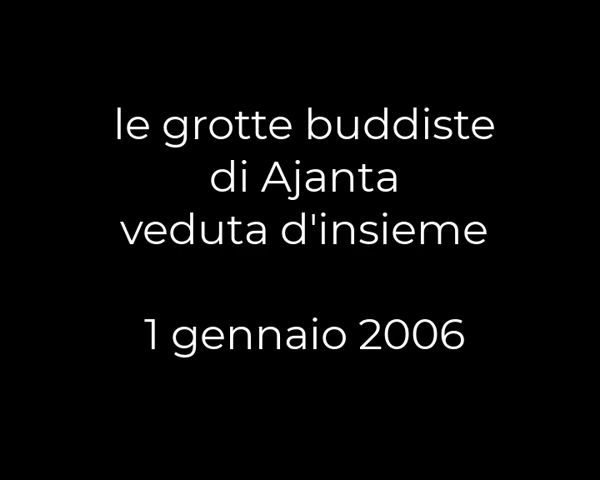 le grotte buddiste
di Ajanta
veduta d'insieme
1 gennaio 2006